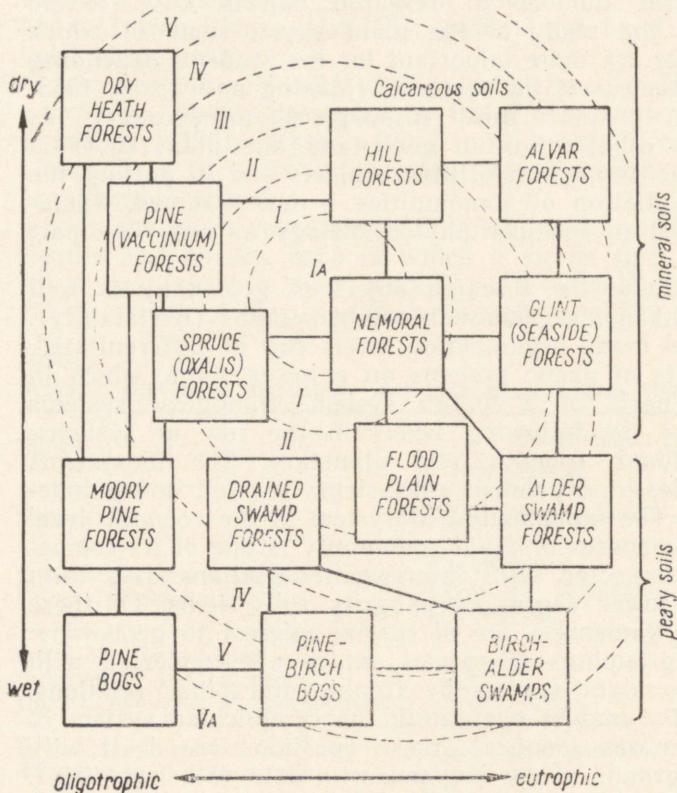 V
IV
dry
DRY
HEATH
FORESTS
III
Calcareous soils
HILL
FORESTS
ALVAR
FORESTS
II
PINE
(VACCINIUM)
FORESTS
I
IA
mineral soils
SPRUCE
(OXALIS)
FORESTS
NEMORAL
FORESTS
GLINT
(SEASIDE)
FORESTS
I
II
MOORY
PINE
FORESTS
DRAINED
SWAMP
FORESTS
FLOOD
PLAIN
FORESTS
ALDER
SWAMP
FORESTS
peaty soils
IV
V
VA
wet
PINE
BOGS
PINE-
BIRCH
BOGS
BIRCH-
ALDER
SWAMPS
oligotrophic
eutrophic